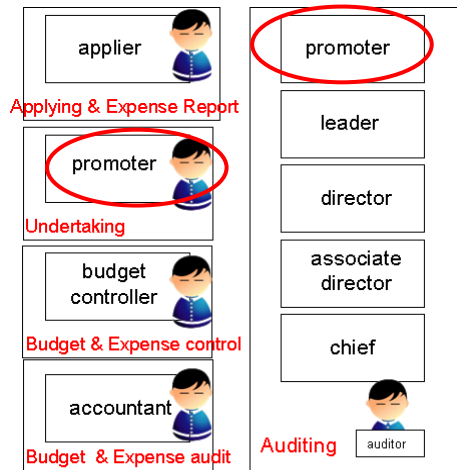 applier
Applying & Expense Report
promoter
Undertaking
budget
controller
Budget & Expense control
accountant
Budget & Expense audit
promoter
leader
director
associate
director
chief
Auditing
auditor